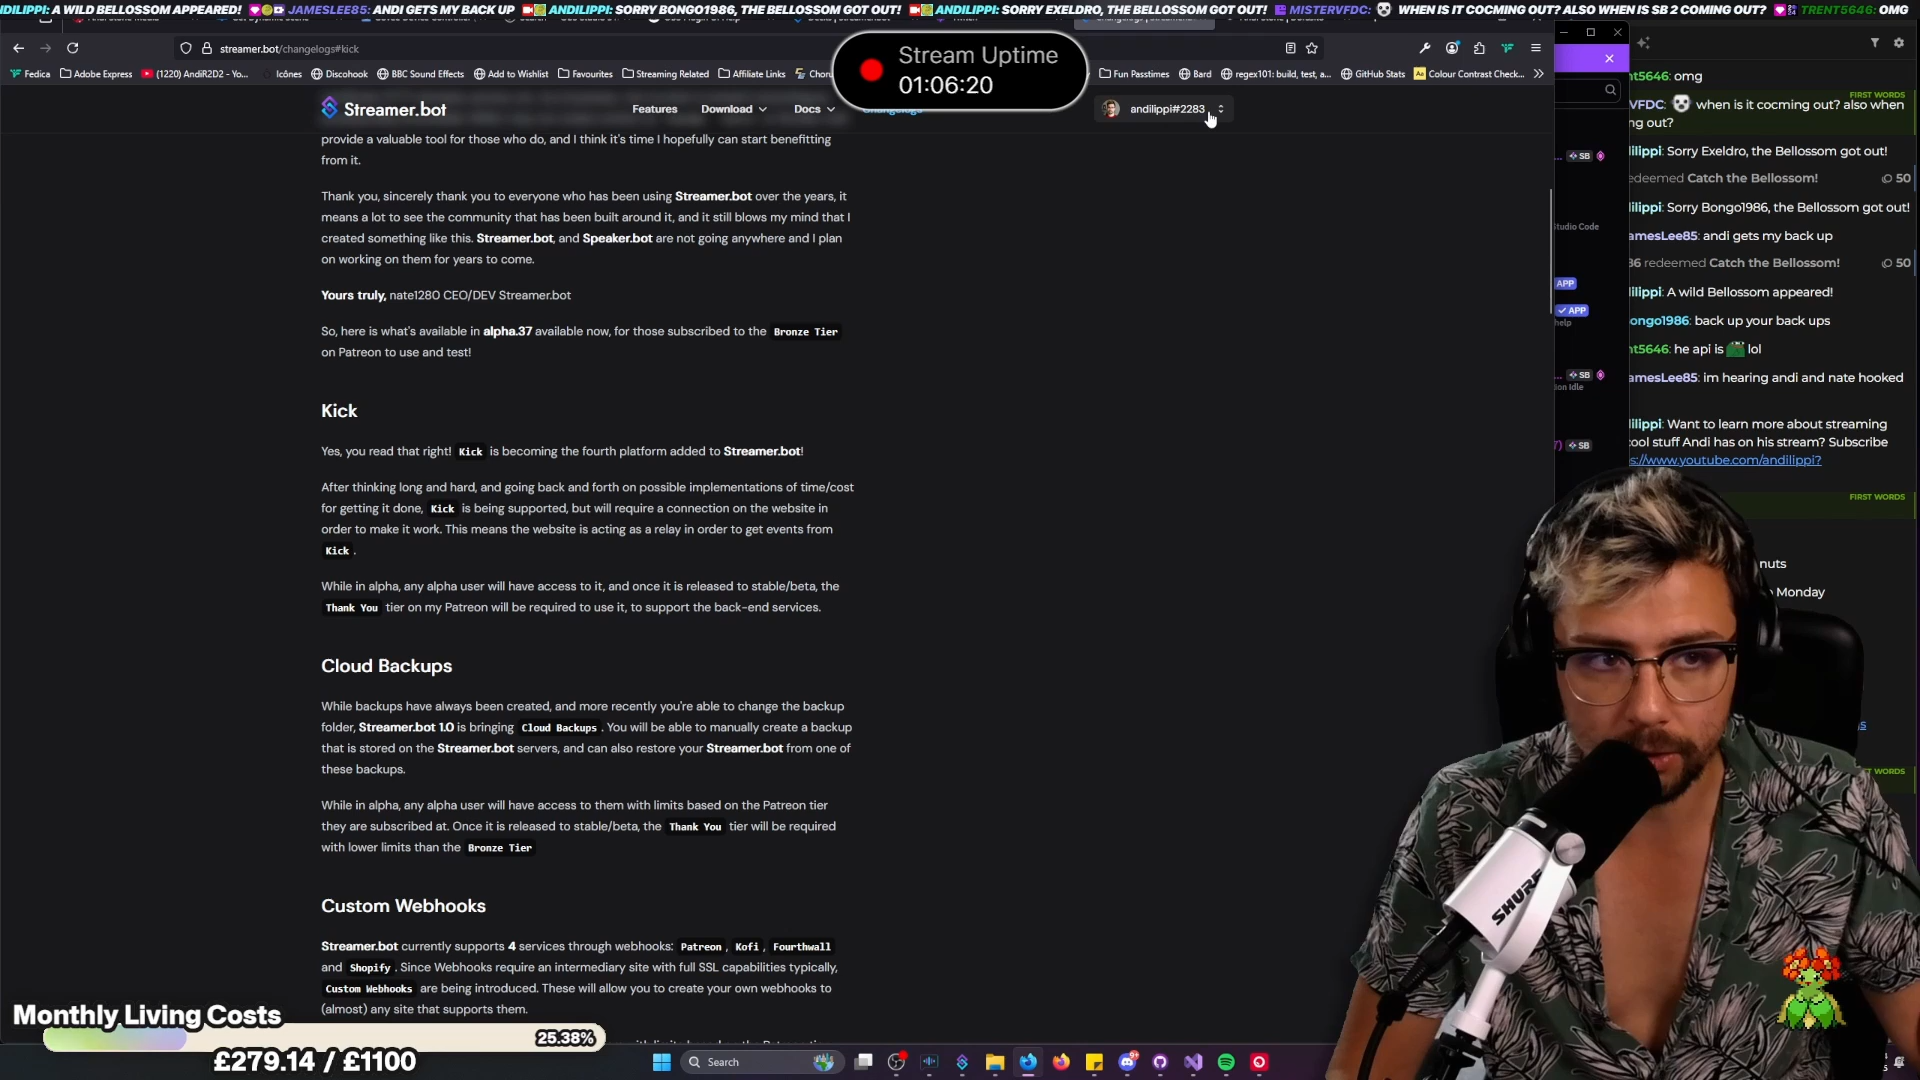 NDILIPPI: A WILD BELLOSSOM APPEARED! JAMESLEE85: ANDI GETS MY BACK UP ANDILIPPI: SORRY BONGO1986, THE BELLOSSOM GOT OUT! ANDILIPPI: SORRY EXELDRO, THE BELLOSSOM GOT OUT! MISTERVFDC: WHEN IS IT COCMING OUT? ALSO WHEN IS SB 2 COMING OUT? TRENT5646: OMG
streamer.bot/changelogs#kick
Stream Uptime
01:06:20
Fedica Adobe Express (1220) AndiR2D2 - Yo... Icônes Discohook BBC Sound Effects Add to Wishlist Favourites Streaming Related Affiliate Links Chor Fun Passtimes Bard regex101: build, test, a... GitHub Stats Aa Colour Contrast Check...
Streamer.bot Features Download Docs Changelogs andilippi#2283
provide a valuable tool for those who do, and I think it's time I hopefully can start benefitting
from it.
Thank you, sincerely thank you to everyone who has been using Streamer.bot over the years, it
means a lot to see the community that has been built around it, and it still blows my mind that I
created something like this. Streamer.bot, and Speaker.bot are not going anywhere and I plan
on working on them for years to come.
Yours truly, nate1280 CEO/DEV Streamer.bot
So, here is what's available in alpha.37 available now, for those subscribed to the Bronze Tier
on Patreon to use and test!
Kick
Yes, you read that right! Kick is becoming the fourth platform added to Streamer.bot!
After thinking long and hard, and going back and forth on possible implementations of time/cost
for getting it done, Kick is being supported, but will require a connection on the website in
order to make it work. This means the website is acting as a relay in order to get events from
Kick.
While in alpha, any alpha user will have access to it, and once it is released to stable/beta, the
Thank You tier on my Patreon will be required to use it, to support the back-end services.
Cloud Backups
While backups have always been created, and more recently you're able to change the backup
folder, Streamer.bot 1.0 is bringing Cloud Backups. You will be able to manually create a backup
that is stored on the Streamer.bot servers, and can also restore your Streamer.bot from one of
these backups.
While in alpha, any alpha user will have access to them with limits based on the Patreon tier
they are subscribed at. Once it is released to stable/beta, the Thank You tier will be required
with lower limits than the Bronze Tier
Custom Webhooks
Streamer.bot currently supports 4 services through webhooks: Patreon, Kofi, Fourthwall
and Shopify. Since Webhooks require an intermediary site with full SSL capabilities typically,
Custom Webhooks are being introduced. These will allow you to create your own webhooks to
(almost) any site that supports them.
Monthly Living Costs
25.38%
£279.14 / £1100
Search
SB
tudio Code
APP
APP
help
SB
ion Idle
SB
nt5646: omg
FIRST WORDS
VFDC: when is it cocming out? also when
ng out?
dilippi: Sorry Exeldro, the Bellossom got out!
edeemed Catch the Bellossom! 50
dilippi: Sorry Bongo1986, the Bellossom got out!
amesLee85: andi gets my back up
86 redeemed Catch the Bellossom! 50
dilippi: A wild Bellossom appeared!
ongo1986: back up your back ups
nt5646: he api is lol
amesLee85: im hearing andi and nate hooked
dilippi: Want to learn more about streaming
cool stuff Andi has on his stream? Subscribe
s://www.youtube.com/andilippi?
FIRST WORDS
nuts
Monday
T WORDS
SHURE